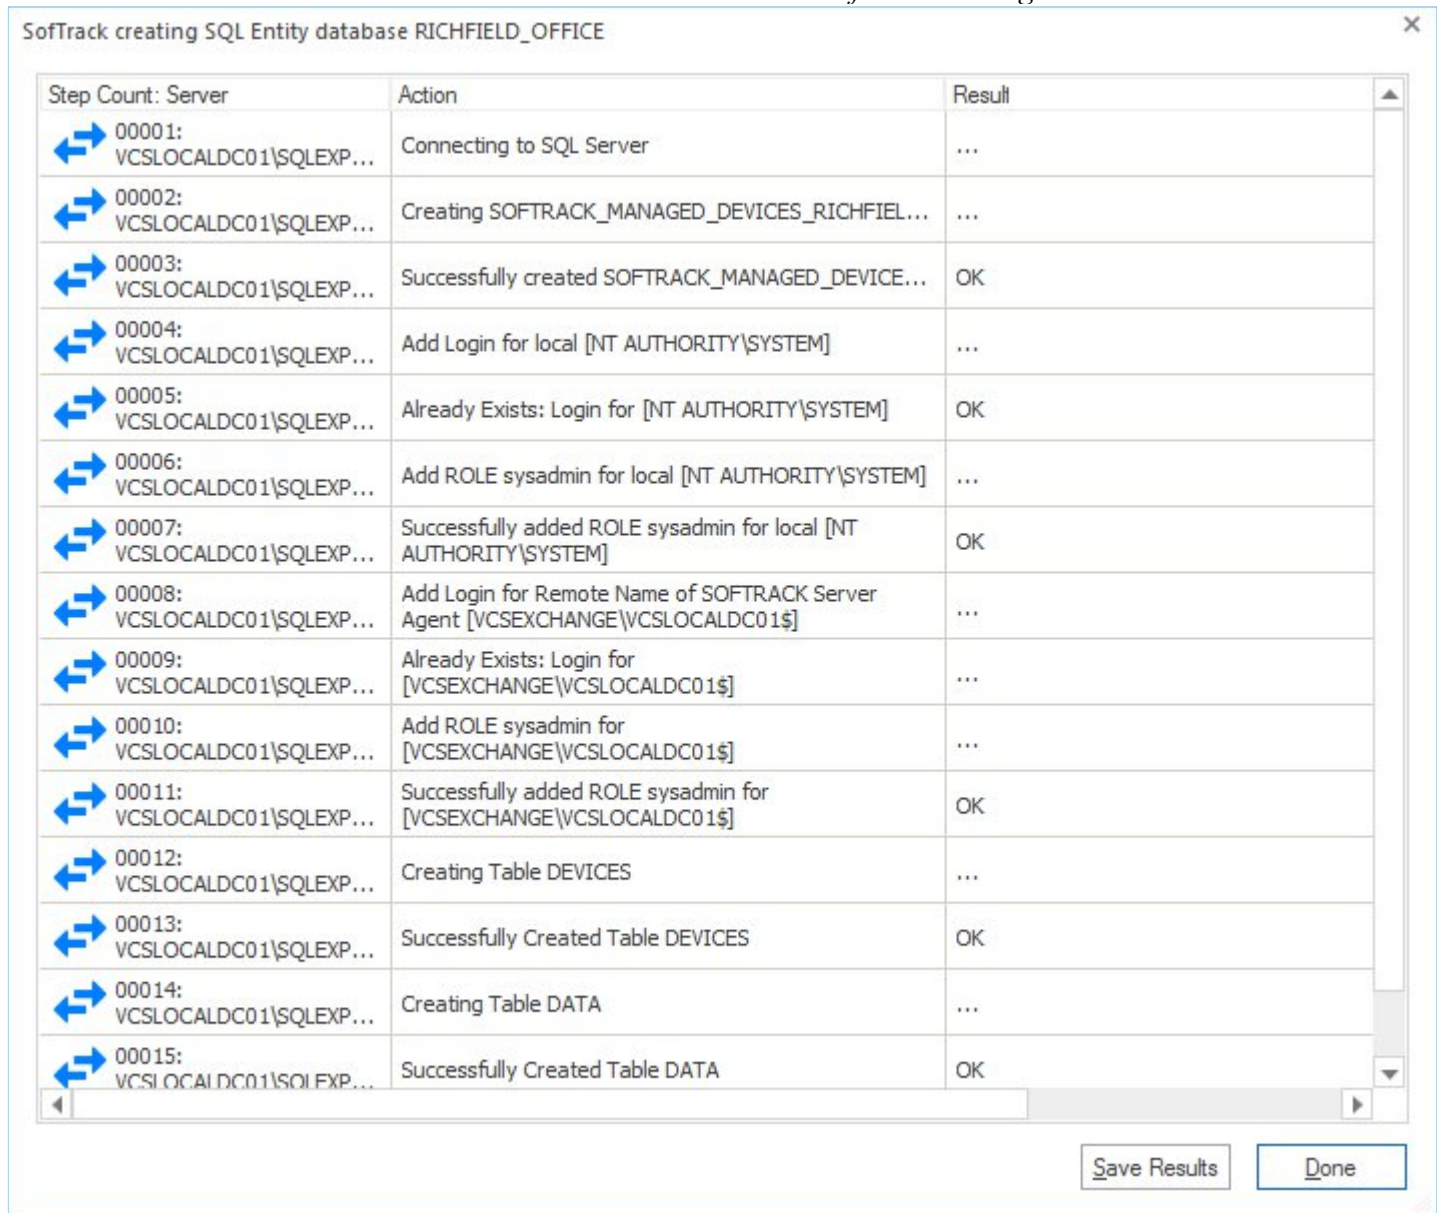 SofTrack creating SQL Entity database RICHFIELD_OFFICE
Step Count: Server Action Result
00001:
VCSLOCALDC01\SQLEXP... Connecting to SQL Server ...
00002:
VCSLOCALDC01\SQLEXP... Creating SOFTRACK_MANAGED_DEVICES_RICHFIEL... ...
00003:
VCSLOCALDC01\SQLEXP... Successfully created SOFTRACK_MANAGED_DEVICE... OK
00004:
VCSLOCALDC01\SQLEXP... Add Login for local [NT AUTHORITY\SYSTEM] ...
00005:
VCSLOCALDC01\SQLEXP... Already Exists: Login for [NT AUTHORITY\SYSTEM] OK
00006:
VCSLOCALDC01\SQLEXP... Add ROLE sysadmin for local [NT AUTHORITY\SYSTEM] ...
00007: Successfully added ROLE sysadmin for local [NT
VCSLOCALDC01\SQLEXP... AUTHORITY\SYSTEM] OK
00008: Add Login for Remote Name of SOFTRACK Server
VCSLOCALDC01\SQLEXP... Agent [VCSEXCHANGE\VCSLOCALDC01$] ...
00009: Already Exists: Login for
VCSLOCALDC01\SQLEXP... [VCSEXCHANGE\VCSLOCALDC01$] ...
00010: Add ROLE sysadmin for
VCSLOCALDC01\SQLEXP... [VCSEXCHANGE\VCSLOCALDC01$] ...
00011: Successfully added ROLE sysadmin for
VCSLOCALDC01\SQLEXP... [VCSEXCHANGE\VCSLOCALDC01$] OK
00012:
VCSLOCALDC01\SQLEXP... Creating Table DEVICES ...
00013:
VCSLOCALDC01\SQLEXP... Successfully Created Table DEVICES OK
00014:
VCSLOCALDC01\SQLEXP... Creating Table DATA ...
00015:
VCSLOCALDC01\SQLEXP... Successfully Created Table DATA OK
Save Results Done